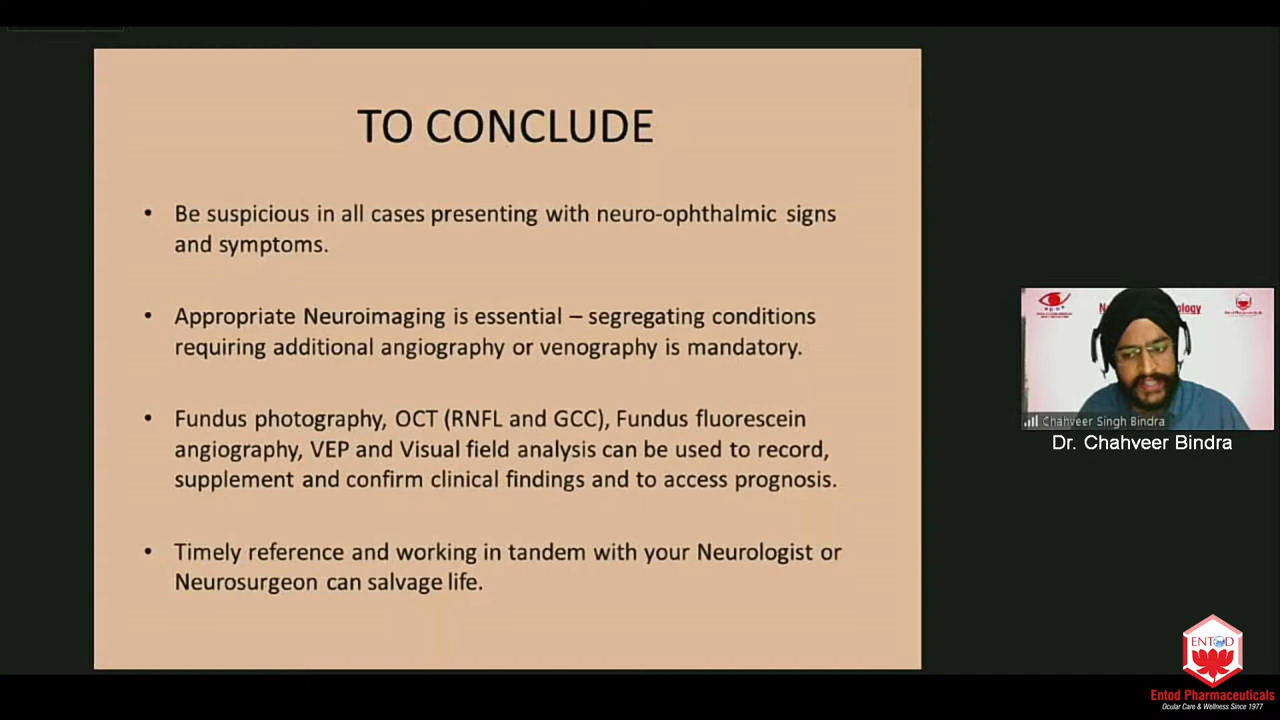 TO CONCLUDE
• Be suspicious in all cases presenting with neuro-ophthalmic signs
and symptoms.
• Appropriate Neuroimaging is essential – segregating conditions
requiring additional angiography or venography is mandatory.
• Fundus photography, OCT (RNFL and GCC), Fundus fluorescein
angiography, VEP and Visual field analysis can be used to record,
supplement and confirm clinical findings and to access prognosis.
• Timely reference and working in tandem with your Neurologist or
Neurosurgeon can salvage life.
Chahveer Singh Bindra
Dr. Chahveer Bindra
ENTOD
Entod Pharmaceuticals
Ocular Care & Wellness Since 1977